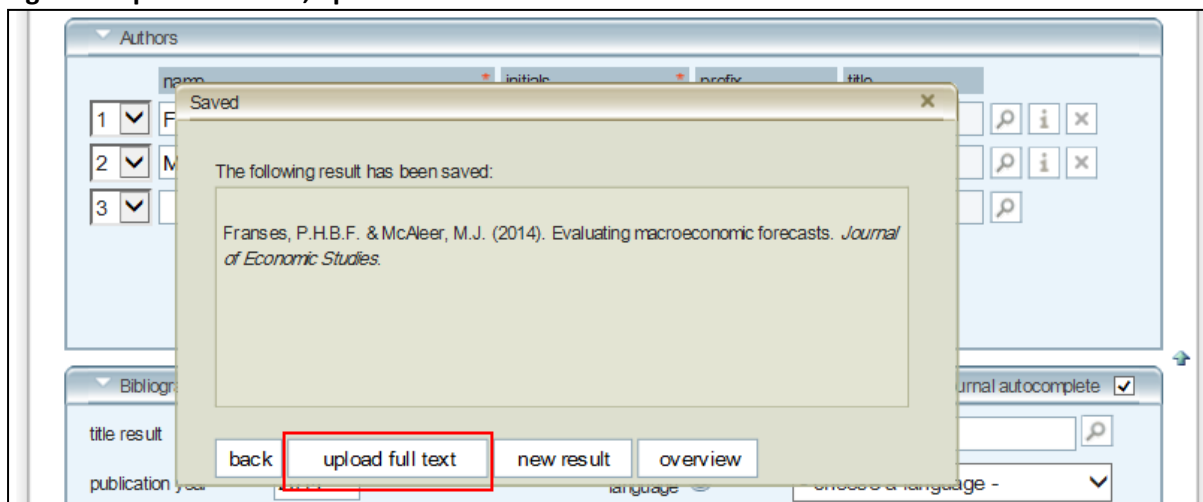 Authors
name * initials * prefix title
Saved ×
1 F
2 M
3
The following result has been saved:
Franses, P.H.B.F. & McAleer, M.J. (2014). Evaluating macroeconomic forecasts. Journal
of Economic Studies.
Bibliogr urnal autocomplete
title result
back upload full text new result overview
publication language - choose a language -